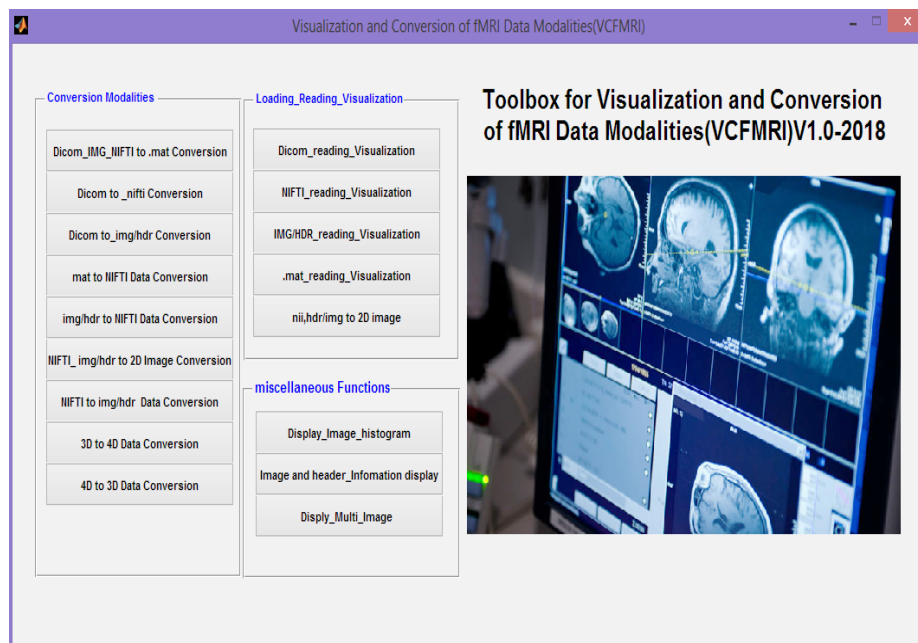 Visualization and Conversion of fMRI Data Modalities(VCFMRI)
Conversion Modalities
Dicom_IMG_NIFTI to .mat Conversion
Dicom to _nifti Conversion
Dicom to_img/hdr Conversion
mat to NIFTI Data Conversion
img/hdr to NIFTI Data Conversion
NIFTI_ img/hdr to 2D Image Conversion
NIFTI to img/hdr Data Conversion
3D to 4D Data Conversion
4D to 3D Data Conversion
Loading_Reading_Visualization
Dicom_reading_Visualization
NIFTI_reading_Visualization
IMG/HDR_reading_Visualization
.mat_reading_Visualization
nii,hdr/img to 2D image
miscellaneous Functions
Display_Image_histogram
Image and header_Infomation display
Disply_Multi_Image
Toolbox for Visualization and Conversion
of fMRI Data Modalities(VCFMRI)V1.0-2018